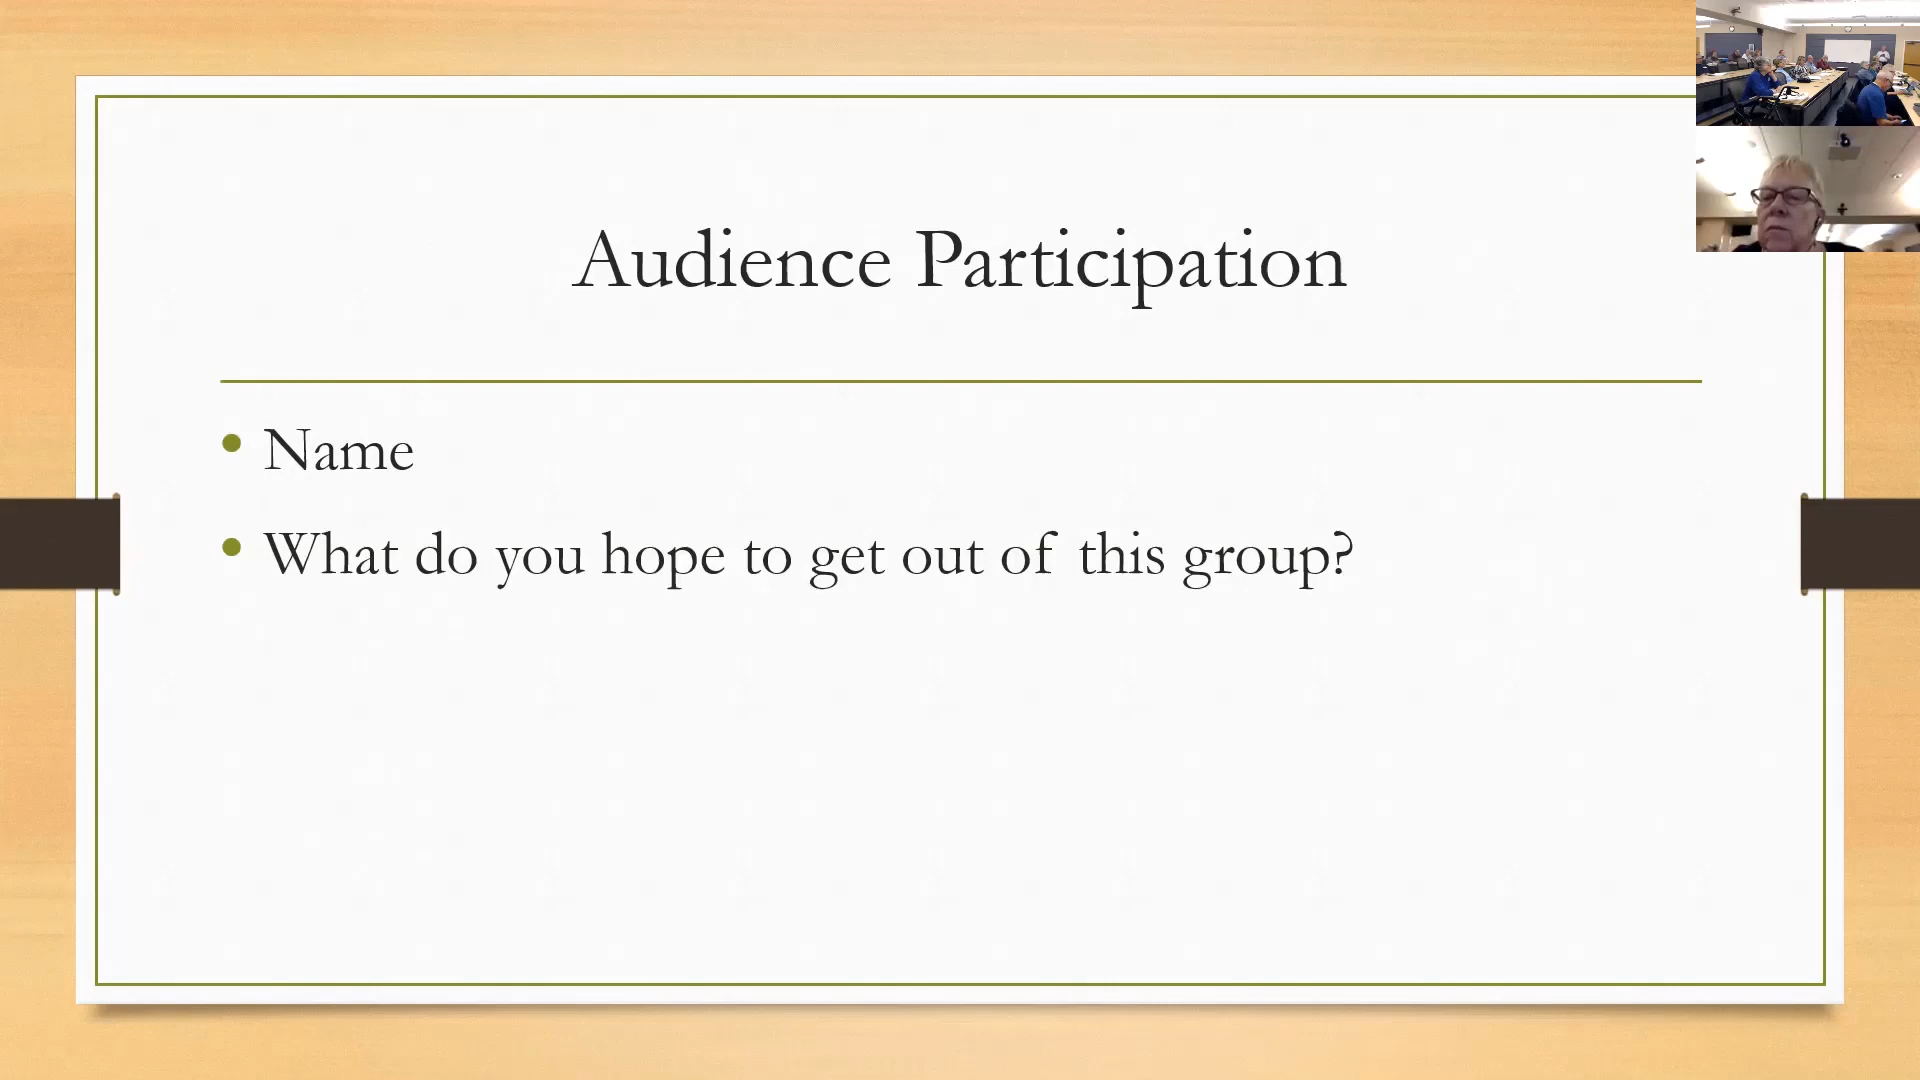 Audience Participation
• Name
• What do you hope to get out of this group?